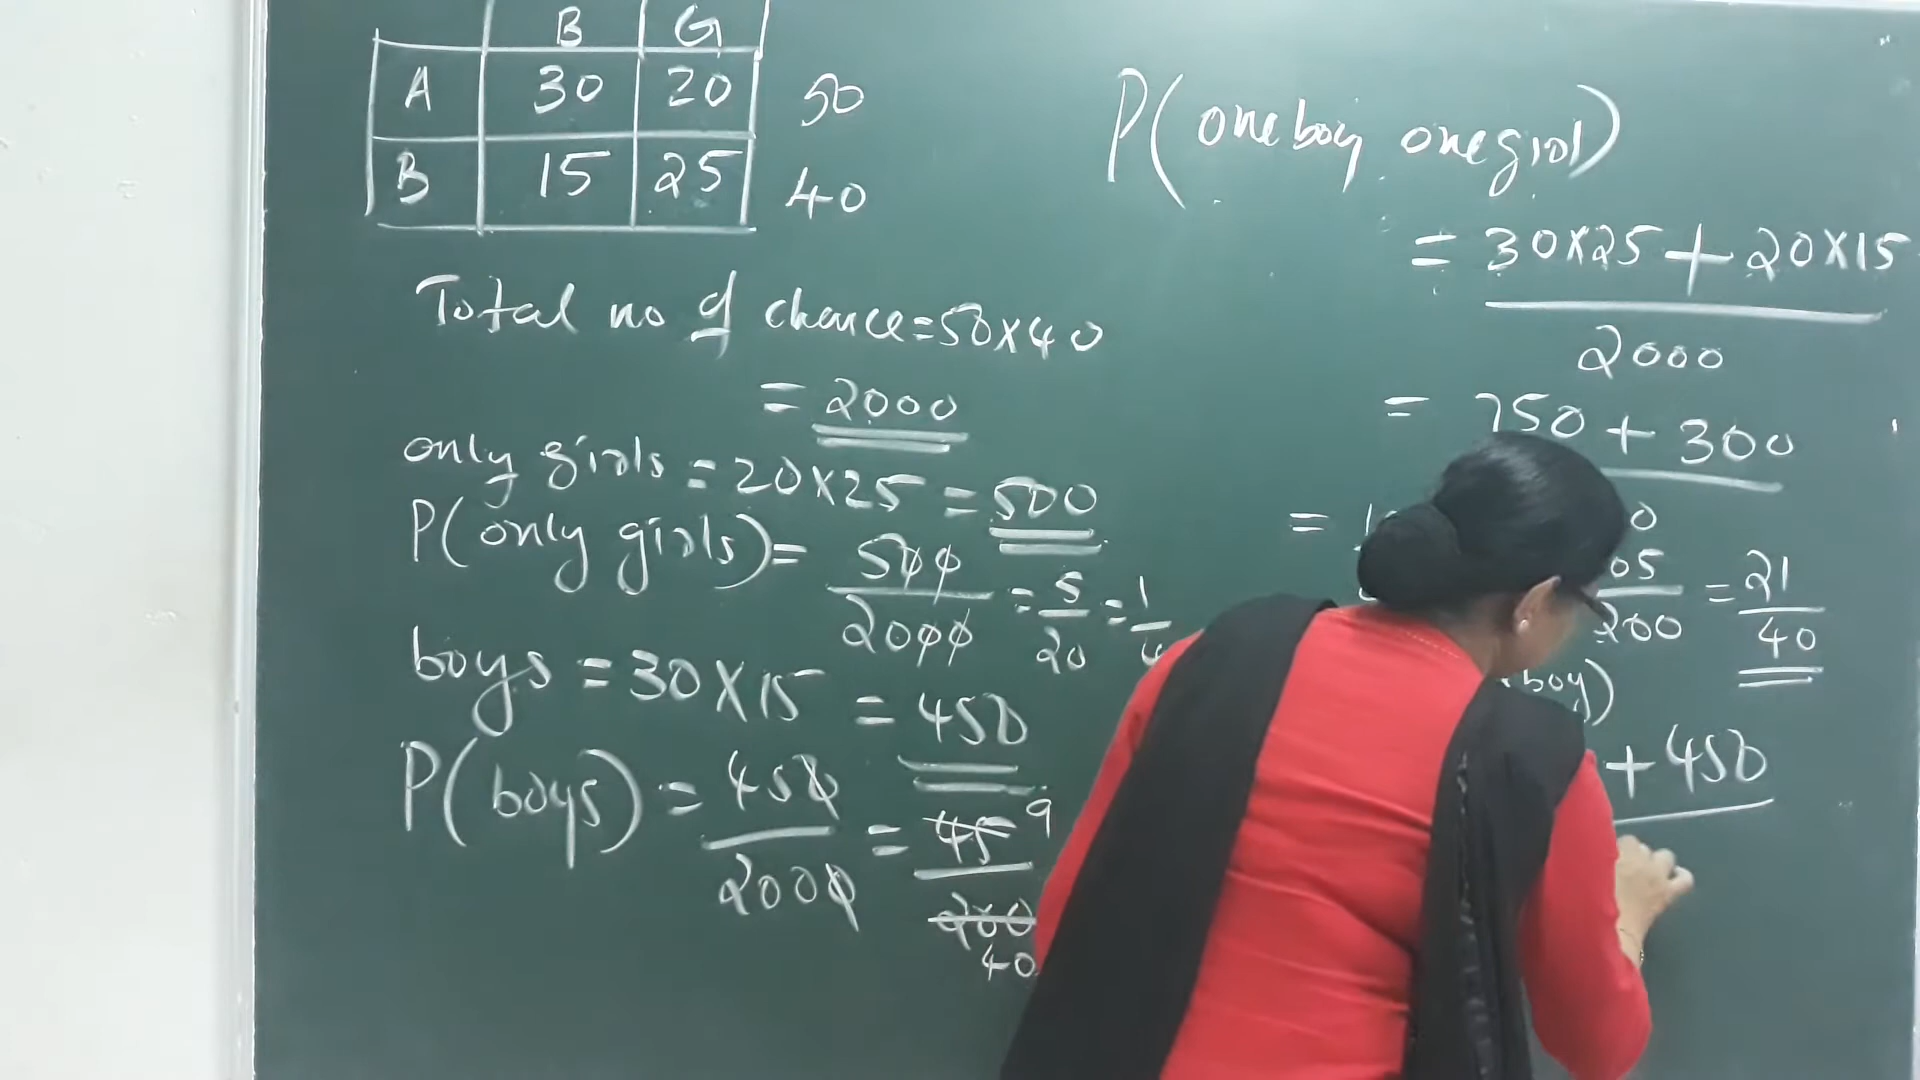 B G
A 30 20 50
B 15 25 40
Total no of chance = 50×40
= 2000
only girls = 20×25 = 500
P(only girls) = 500/2000 = 5/20 = 1/4
boys = 30×15 = 450
P(boys) = 450/2000 = 45/200 9/40
P(one boy one girl)
= 30×25 + 20×15
2000
= 750 + 300
=
05/200 = 21/40
boy)
+ 450